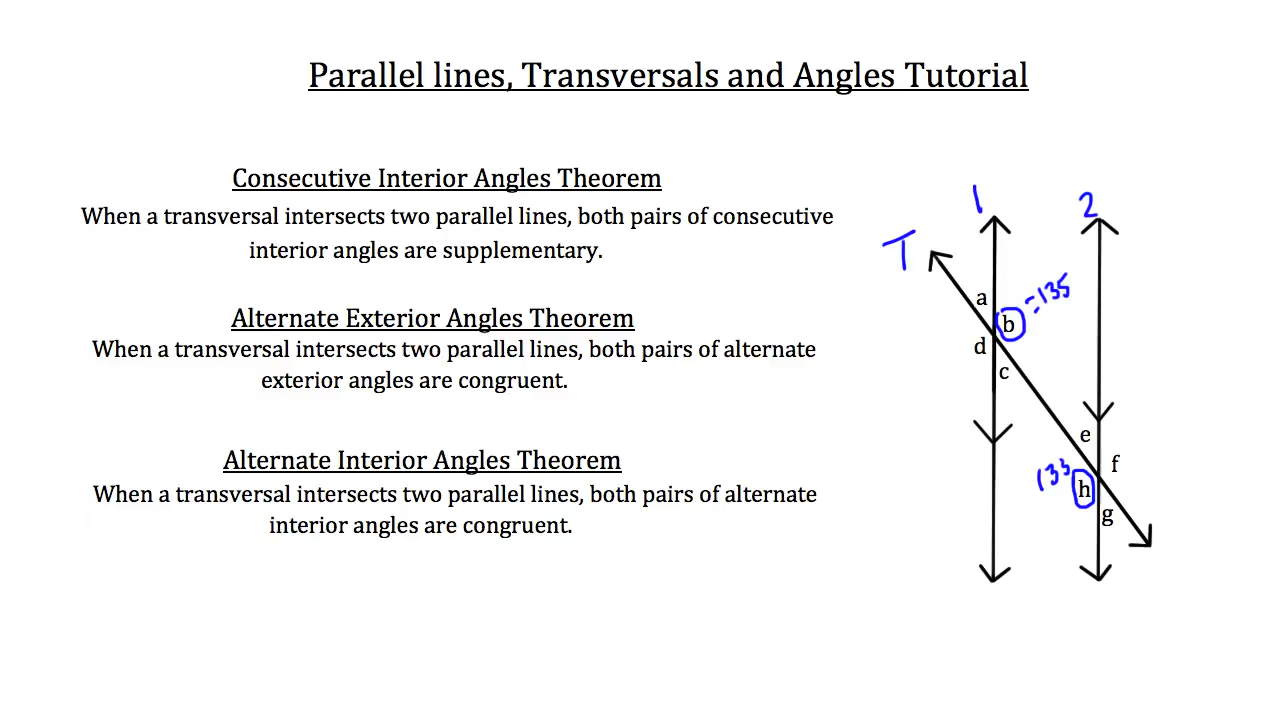 Parallel lines, Transversals and Angles Tutorial
Consecutive Interior Angles Theorem
When a transversal intersects two parallel lines, both pairs of consecutive
interior angles are supplementary.
Alternate Exterior Angles Theorem
When a transversal intersects two parallel lines, both pairs of alternate
exterior angles are congruent.
Alternate Interior Angles Theorem
When a transversal intersects two parallel lines, both pairs of alternate
interior angles are congruent.
1
2
T
a
b
=135
d
c
e
f
135
h
g